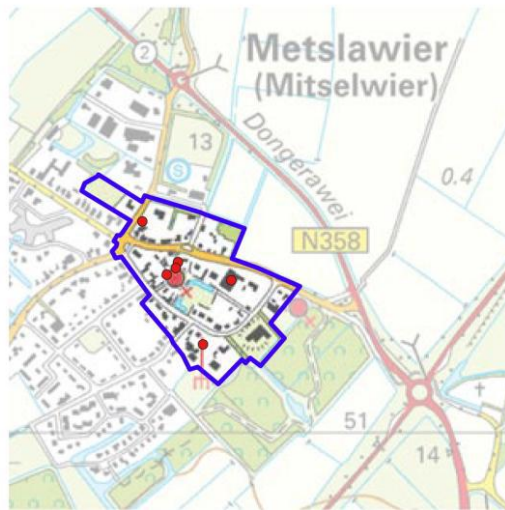 Metslawier
(Mitselwier)
2
13
S
Dongerawei
0.4
N358
m
51
14